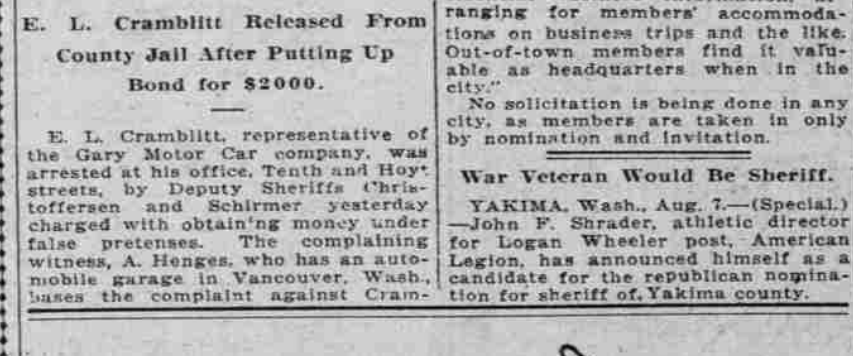 E. L. Cramblitt Released From
County Jail After Putting Up
Bond for $2000.
E. L. Cramblitt, representative of
the Gary Motor Car company, was
arrested at his office, Tenth and Hoyt
streets, by Deputy Sheriffs Chris-
toffersen and Schirmer yesterday
charged with obtain'ng money under
false pretenses. The complaining
witness, A. Henges, who has an auto-
mobile garage in Vancouver, Wash.,
bases the complaint against Cram-
ranging for members' accommoda-
tions on business trips and the like.
Out-of-town members find it valu-
able as headquarters when in the
city."
No solicitation is being done in any
city, as members are taken in only
by nomination and invitation.
War Veteran Would Be Sheriff.
YAKIMA, Wash., Aug. 7.—(Special.)
—John F. Shrader, athletic director
for Logan Wheeler post, American
Legion, has announced himself as a
candidate for the republican nomina-
tion for sheriff of, Yakima county.